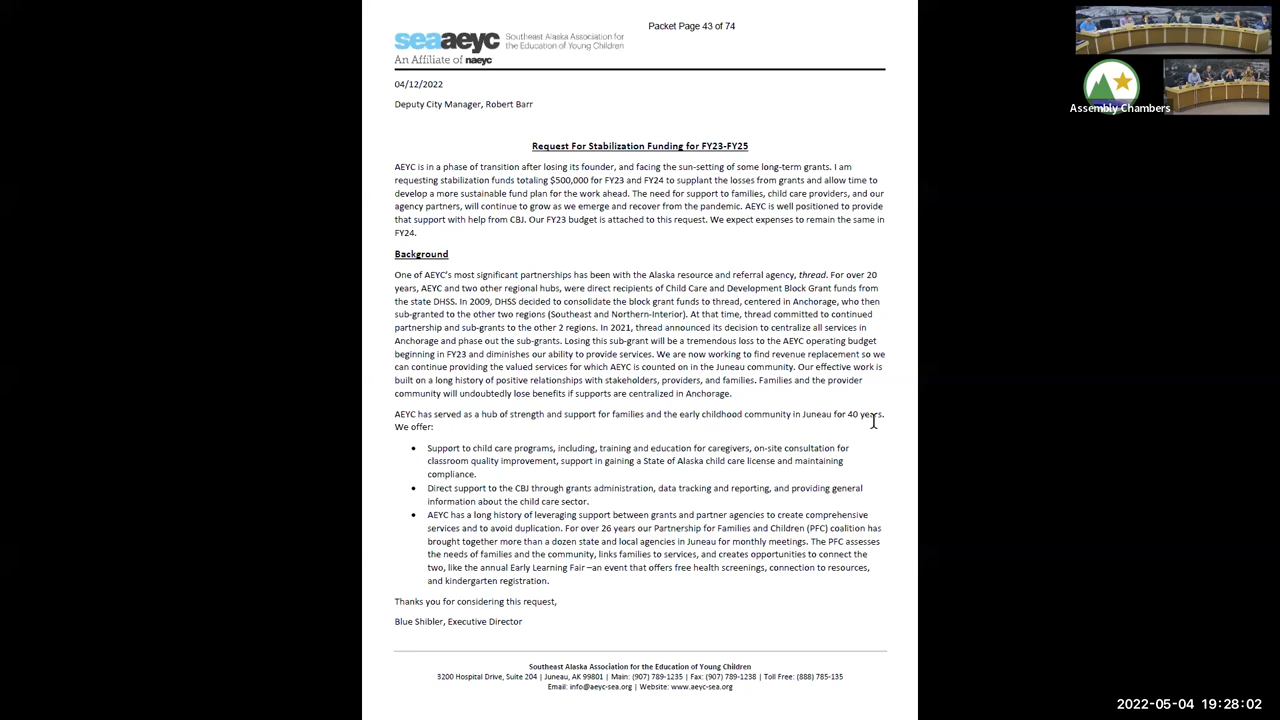 Packet Page 43 of 74
seaaeyc
Southeast Alaska Association for
the Education of Young Children
An Affiliate of naeyc
04/12/2022
Deputy City Manager, Robert Barr
Request For Stabilization Funding for FY23-FY25
AEYC is in a phase of transition after losing its founder, and facing the sun-setting of some long-term grants. I am
requesting stabilization funds totaling $500,000 for FY23 and FY24 to supplant the losses from grants and allow time to
develop a more sustainable fund plan for the work ahead. The need for support to families, child care providers, and our
agency partners, will continue to grow as we emerge and recover from the pandemic. AEYC is well positioned to provide
that support with help from CBJ. Our FY23 budget is attached to this request. We expect expenses to remain the same in
FY24.
Background
One of AEYC's most significant partnerships has been with the Alaska resource and referral agency, thread. For over 20
years, AEYC and two other regional hubs, were direct recipients of Child Care and Development Block Grant funds from
the state DHSS. In 2009, DHSS decided to consolidate the block grant funds to thread, centered in Anchorage, who then
sub-granted to the other two regions (Southeast and Northern-Interior). At that time, thread committed to continued
partnership and sub-grants to the other 2 regions. In 2021, thread announced its decision to centralize all services in
Anchorage and phase out the sub-grants. Losing this sub-grant will be a tremendous loss to the AEYC operating budget
beginning in FY23 and diminishes our ability to provide services. We are now working to find revenue replacement so we
can continue providing the valued services for which AEYC is counted on in the Juneau community. Our effective work is
built on a long history of positive relationships with stakeholders, providers, and families. Families and the provider
community will undoubtedly lose benefits if supports are centralized in Anchorage.
AEYC has served as a hub of strength and support for families and the early childhood community in Juneau for 40 years.
We offer:
• Support to child care programs, including, training and education for caregivers, on-site consultation for
classroom quality improvement, support in gaining a State of Alaska child care license and maintaining
compliance.
• Direct support to the CBJ through grants administration, data tracking and reporting, and providing general
information about the child care sector.
• AEYC has a long history of leveraging support between grants and partner agencies to create comprehensive
services and to avoid duplication. For over 26 years our Partnership for Families and Children (PFC) coalition has
brought together more than a dozen state and local agencies in Juneau for monthly meetings. The PFC assesses
the needs of families and the community, links families to services, and creates opportunities to connect the
two, like the annual Early Learning Fair –an event that offers free health screenings, connection to resources,
and kindergarten registration.
Thanks you for considering this request,
Blue Shibler, Executive Director
Southeast Alaska Association for the Education of Young Children
3200 Hospital Drive, Suite 204 | Juneau, AK 99801 | Main: (907) 789-1235 | Fax: (907) 789-1238 | Toll Free: (888) 785-135
Email: info@aeyc-sea.org | Website: www.aeyc-sea.org
Assembly Chambers
2022-05-04 19:28:02